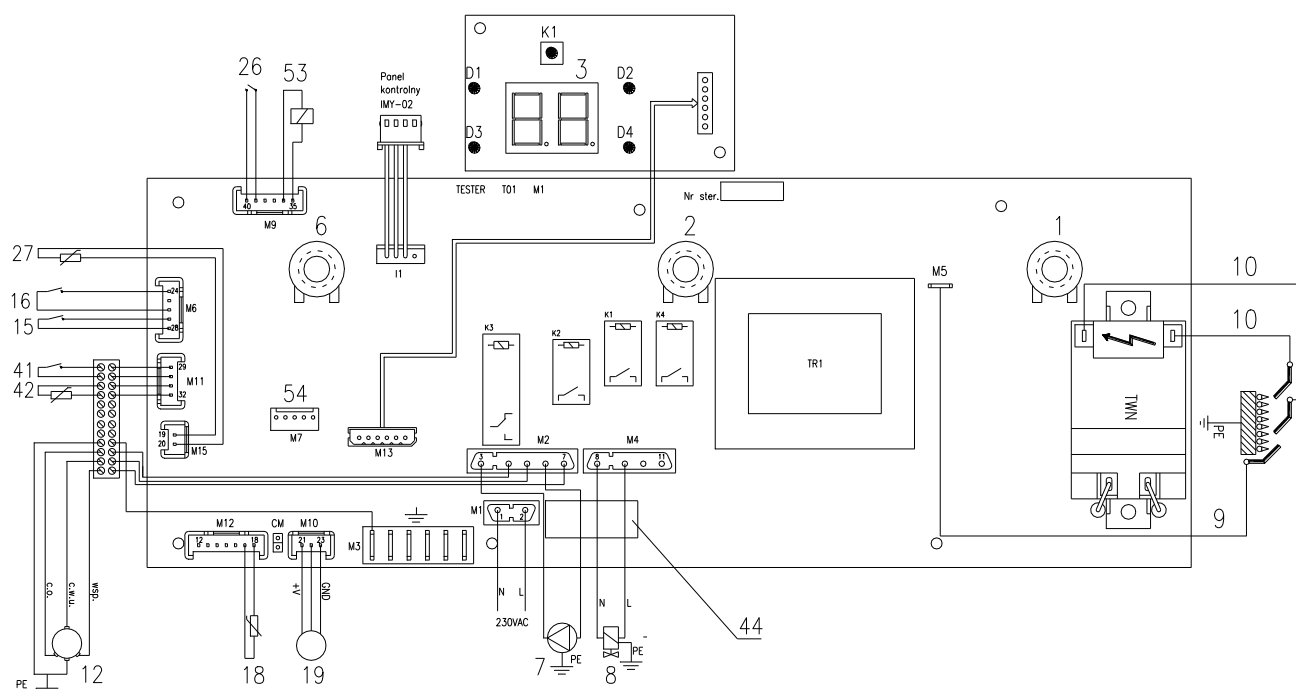 K1
3
D1
D2
D3
D4
26
53
Panel
kontrolny
IMY-02
TESTER T01 M1
Nr ster.
40
35
M9
6
2
1
27
I1
M5
10
10
24
M6
28
16
15
K3
K2
K1
K4
TR1
41
42
29
M11
32
54
M7
M13
19
20
M15
TWN
PE
3
M2
7
8
M4
11
9
M12
12
18
CM
M10
21
23
M3
M1
1
2
c.o.
c.w.u.
wsp.
+V
GND
N
L
230VAC
N
L
44
PE
12
18
19
7
PE
8
PE